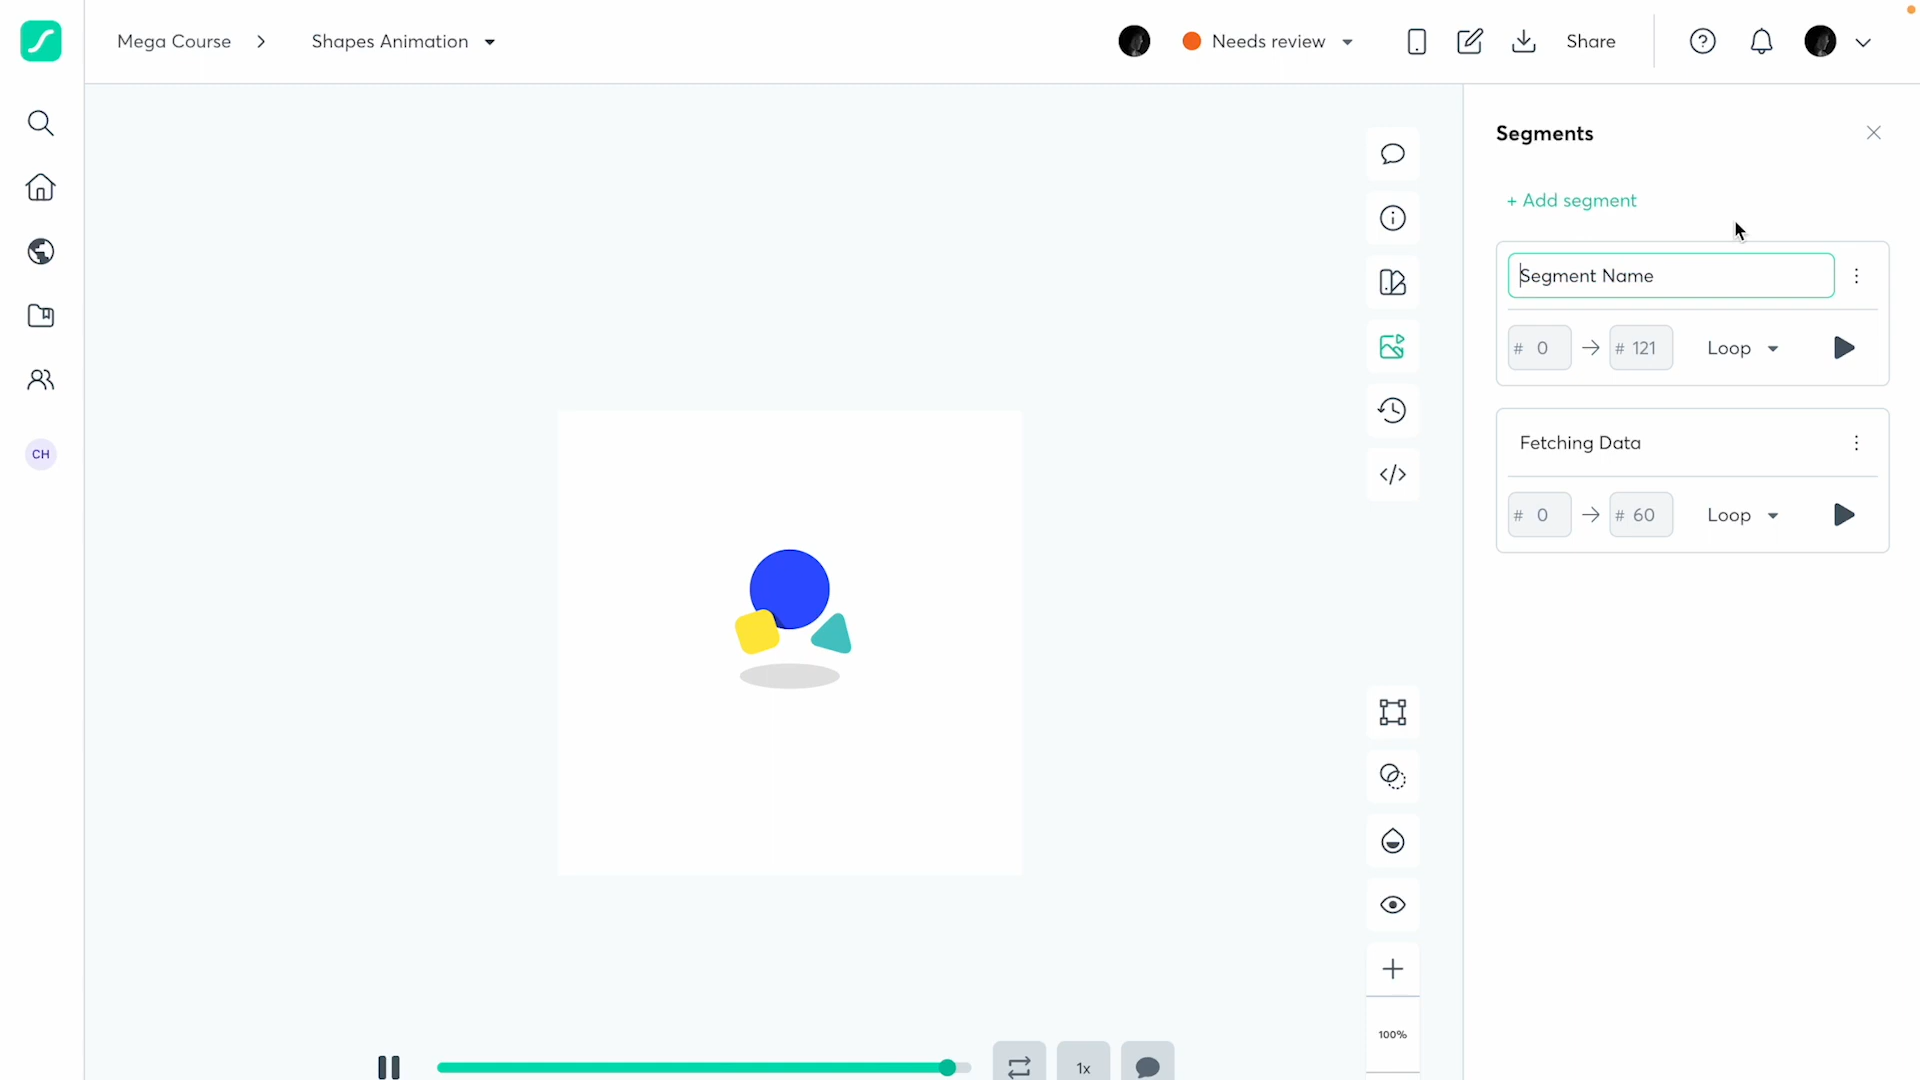 Mega Course
Shapes Animation
Needs review
Share
CH
Segments
+ Add segment
Segment Name
# 0
# 121
Loop
Fetching Data
# 0
# 60
Loop
100%
1x